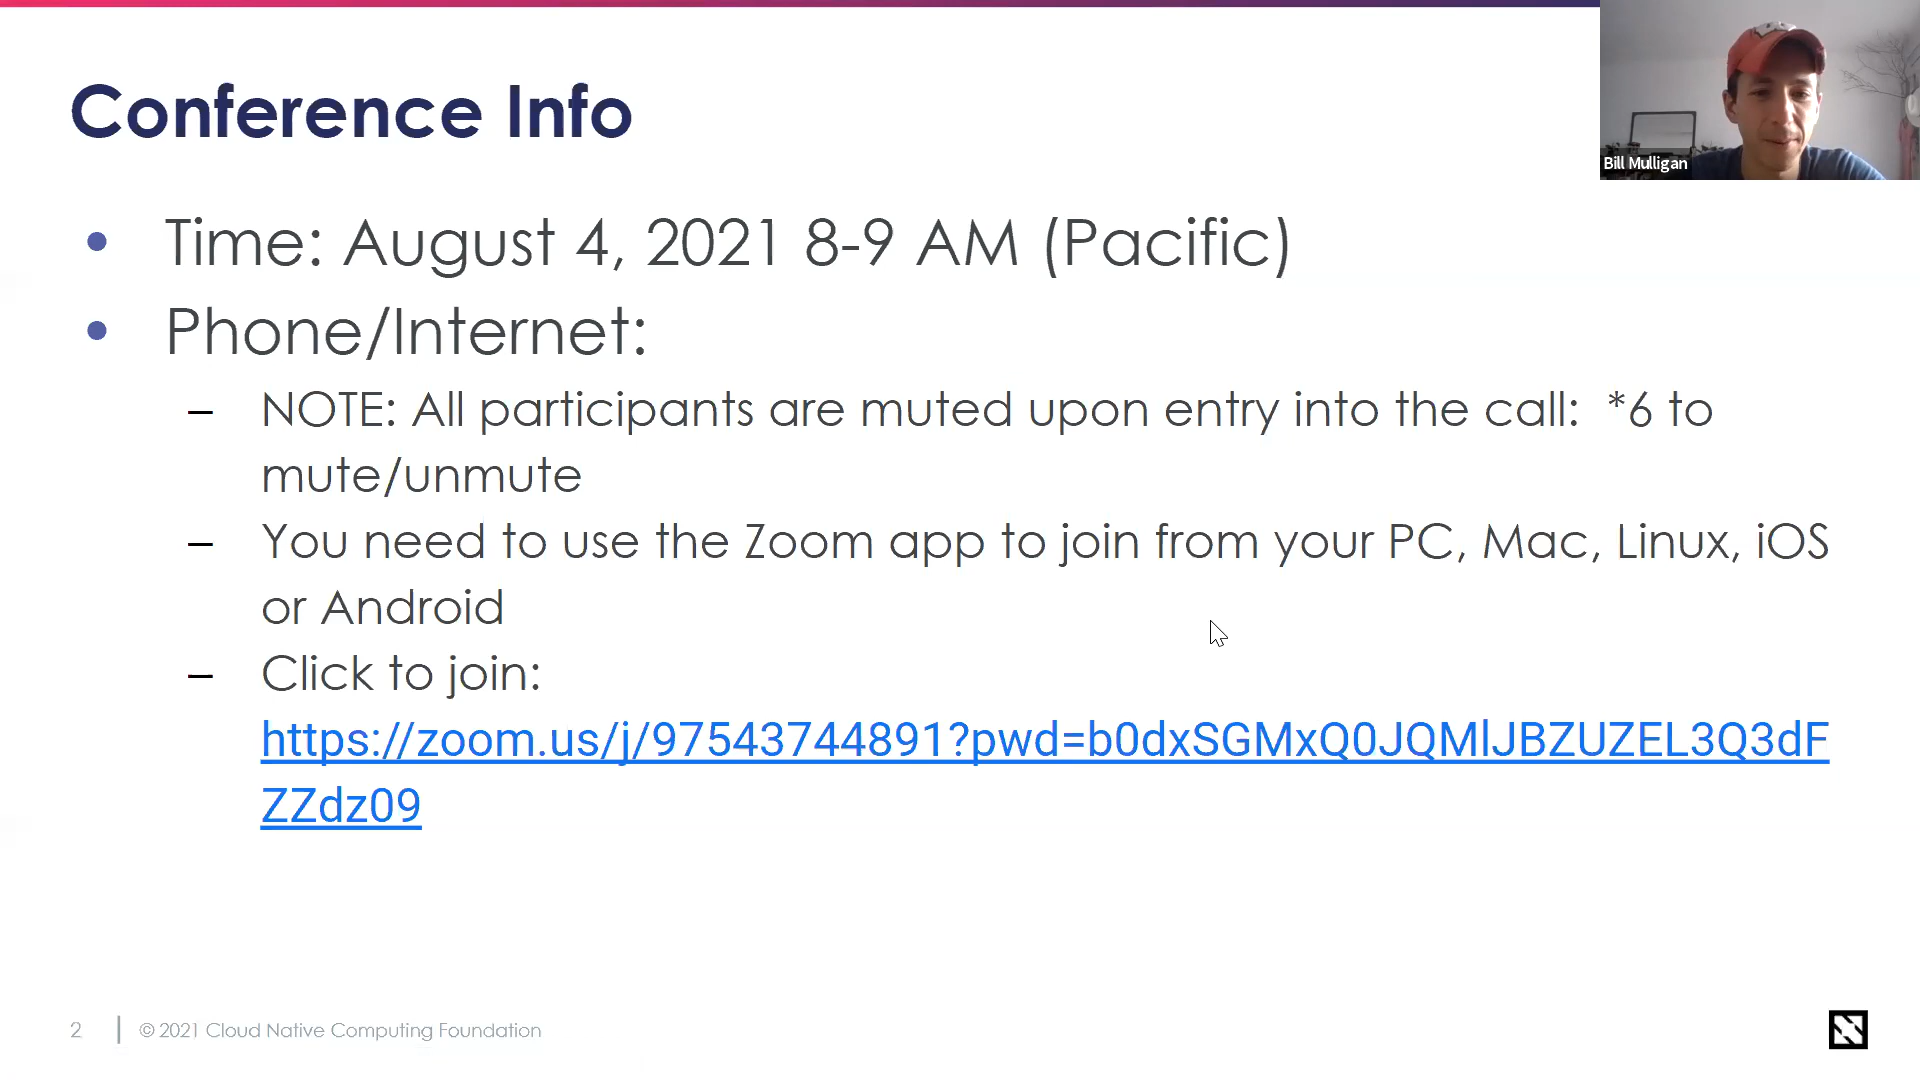 Conference Info
Bill Mulligan
• Time: August 4, 2021 8-9 AM (Pacific)
• Phone/Internet:
– NOTE: All participants are muted upon entry into the call:  *6 to
mute/unmute
– You need to use the Zoom app to join from your PC, Mac, Linux, iOS
or Android
– Click to join:
https://zoom.us/j/97543744891?pwd=b0dxSGMxQ0JQMlJBZUZEL3Q3dF
ZZdz09
2 | © 2021 Cloud Native Computing Foundation